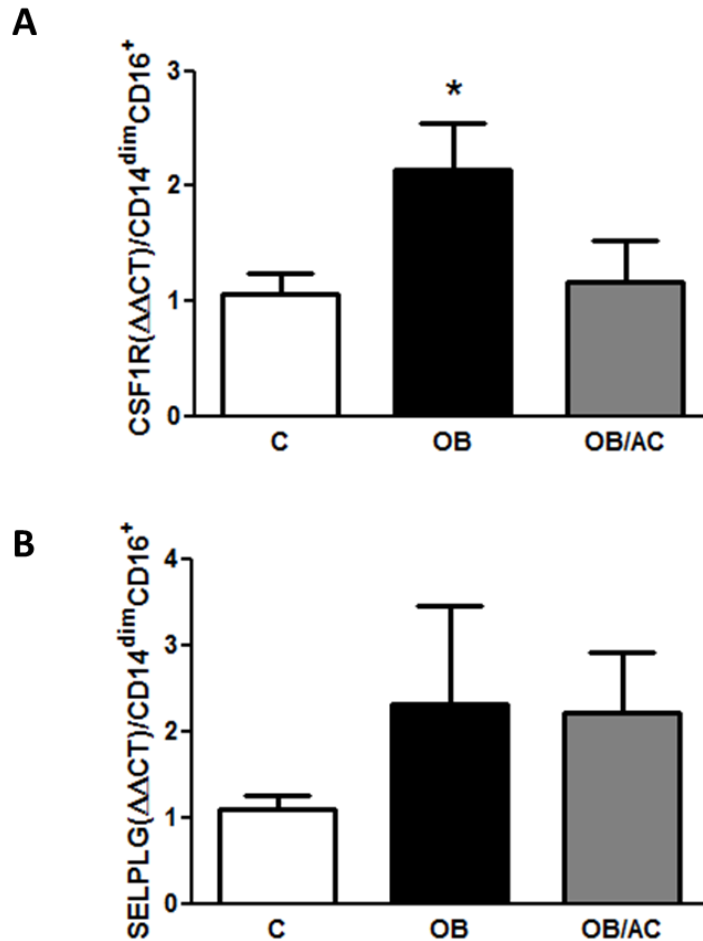 A
CSF1R(ΔΔCT)/CD14dimCD16+
3
2
1
0
*
C OB OB/AC
B
SELPLG(ΔΔCT)/CD14dimCD16+
4
3
2
1
0
C OB OB/AC